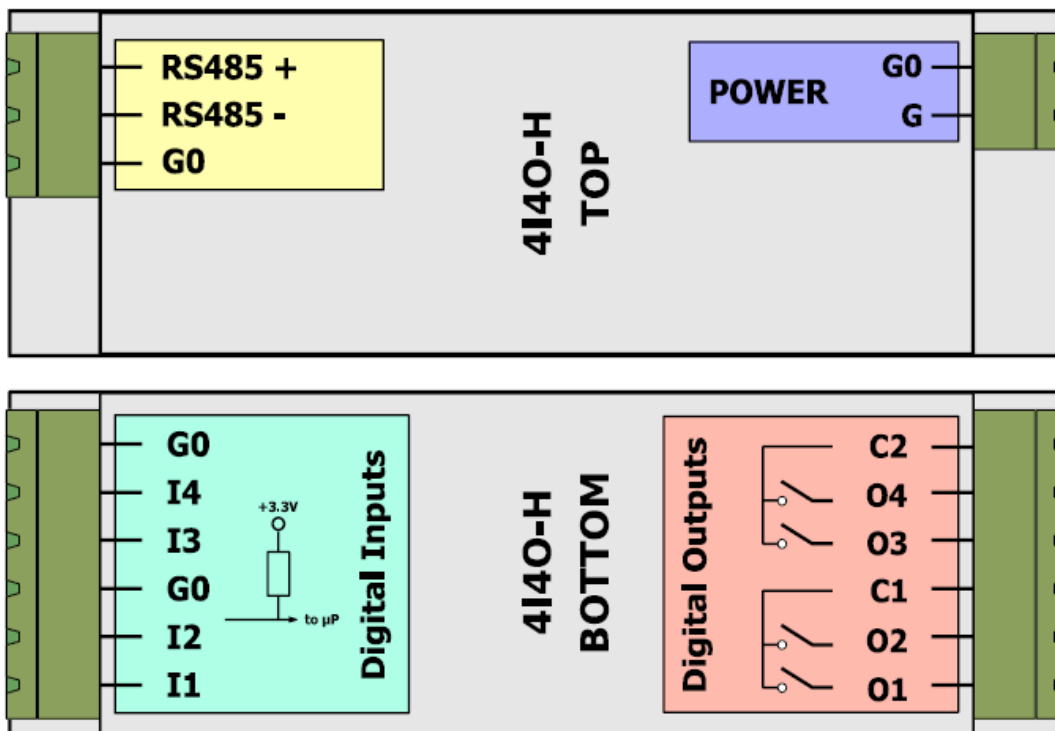 RS485 +
RS485 -
G0
4I4O-H
TOP
POWER
G0
G
G0
I4
I3
G0
I2
I1
+3.3V
to µP
Digital Inputs
4I4O-H
BOTTOM
Digital Outputs
C2
O4
O3
C1
O2
O1